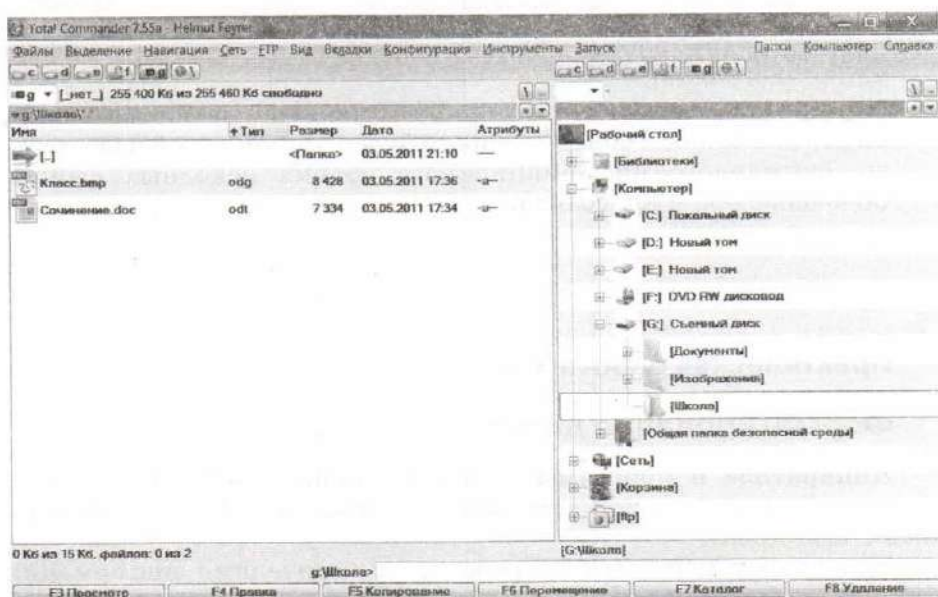 Total Commander 7.55a - Helmut Feyrer
Файлы Выделение Навигация Сеть FTP Вид Вкладки Конфигурация Инструменты Запуск Папки Компьютер Справка
c d e f g \ c d e f g \
g [_нет_] 255 400 Кб из 255 460 Кб свободно \ ..
g:\Школа\*.* * ▼ * ▼
Имя Тип Размер Дата Атрибуты
[..] <Папка> 03.05.2011 21:10 ----
Класс.bmp odg 8 428 03.05.2011 17:36 -a--
Сочинение.doc odt 7 334 03.05.2011 17:34 -a--
[Рабочий стол]
[Библиотеки]
[Компьютер]
[C:] Локальный диск
[D:] Новый том
[E:] Новый том
[F:] DVD RW дисковод
[G:] Съемный диск
[Документы]
[Изображения]
[Школа]
[Общая папка безопасной среды]
[Сеть]
[Корзина]
[ftp]
0 Кб из 15 Кб, файлов: 0 из 2
[G:\Школа]
g:\Школа>
F3 Просмотр F4 Правка F5 Копирование F6 Перемещение F7 Каталог F8 Удаление